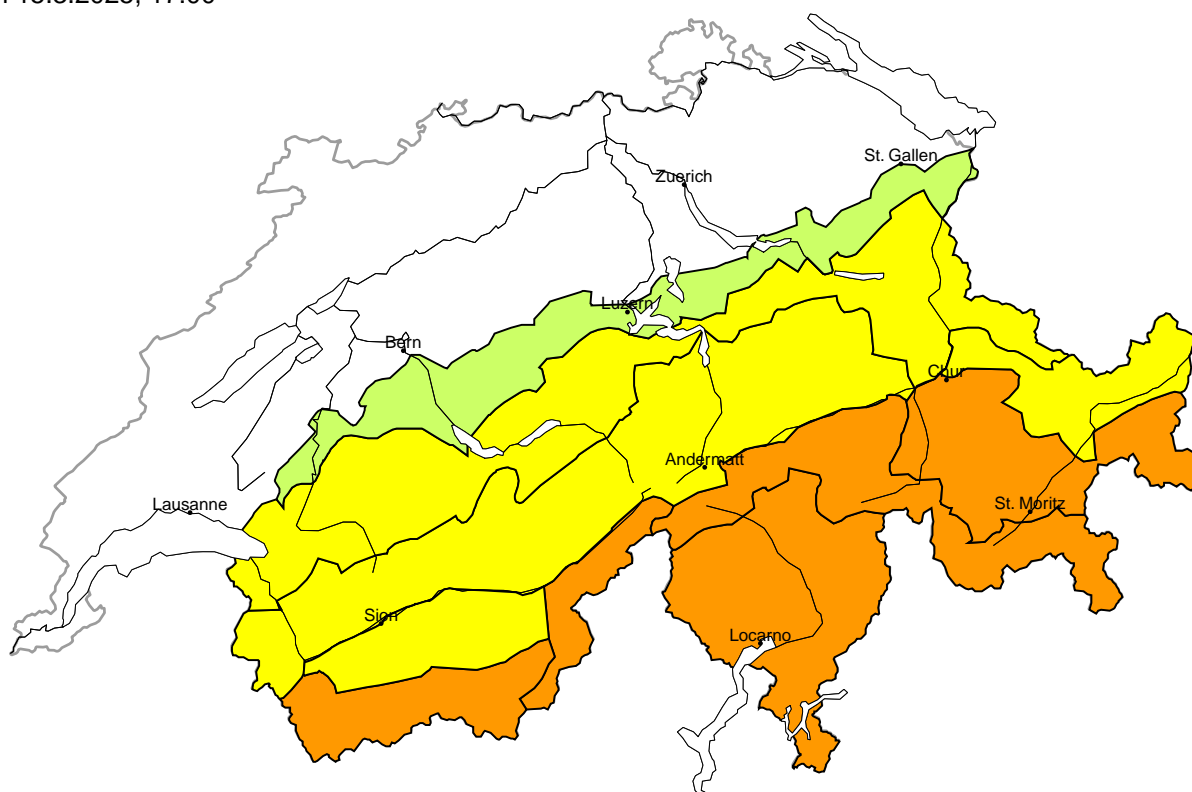 St. Gallen
Zuerich
Luzern
Bern
Chur
Andermatt
Lausanne
St. Moritz
Sion
Locarno